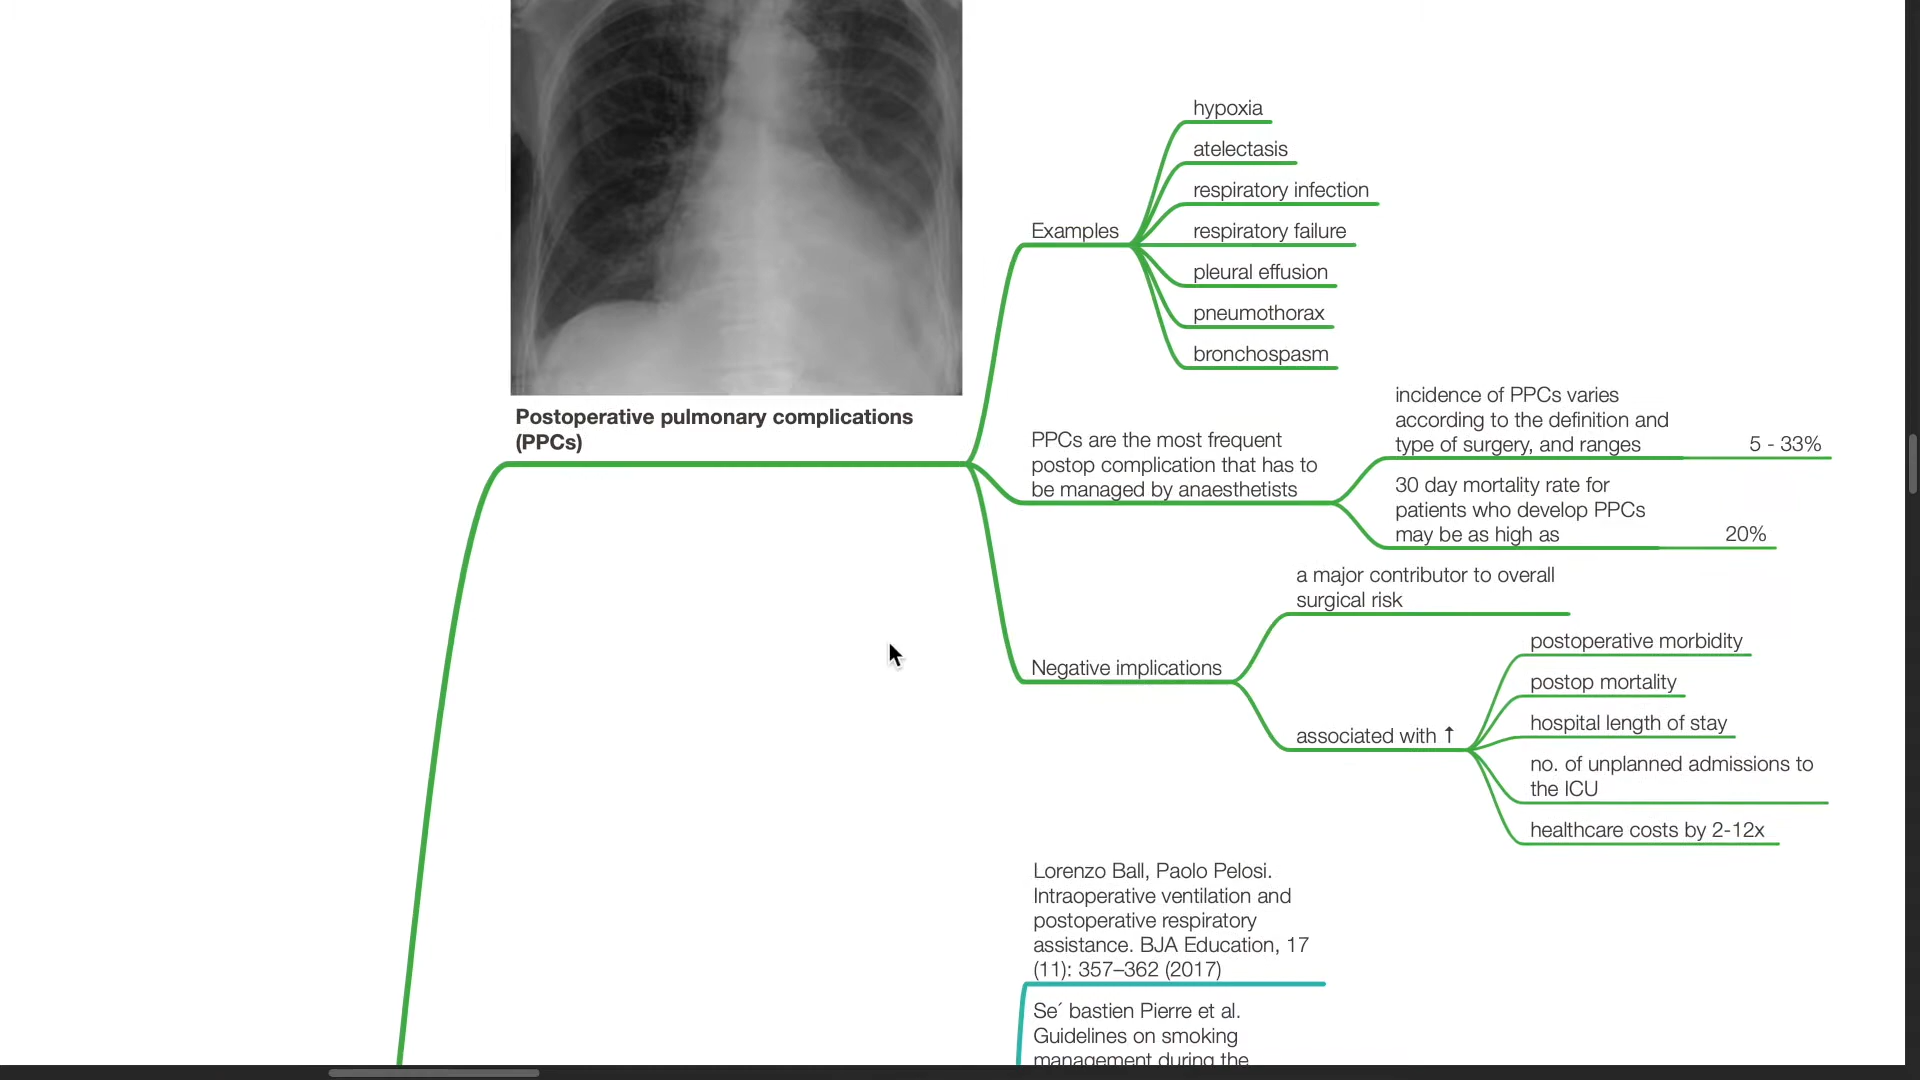 Postoperative pulmonary complications
(PPCs)
Examples
hypoxia
atelectasis
respiratory infection
respiratory failure
pleural effusion
pneumothorax
bronchospasm
PPCs are the most frequent
postop complication that has to
be managed by anaesthetists
incidence of PPCs varies
according to the definition and
type of surgery, and ranges
5 - 33%
30 day mortality rate for
patients who develop PPCs
may be as high as
20%
Negative implications
a major contributor to overall
surgical risk
associated with ↑
postoperative morbidity
postop mortality
hospital length of stay
no. of unplanned admissions to
the ICU
healthcare costs by 2-12x
Lorenzo Ball, Paolo Pelosi.
Intraoperative ventilation and
postoperative respiratory
assistance. BJA Education, 17
(11): 357–362 (2017)
Se´ bastien Pierre et al.
Guidelines on smoking
management during the